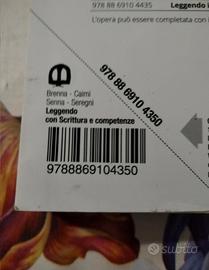 978 88 6910 4435 Leggendo i
L'opera può essere completata con i
978 88 6910 4350
Brenna - Caimi
Senna - Seregni
Leggendo
con Scrittura e competenze
9788869104350
Subito